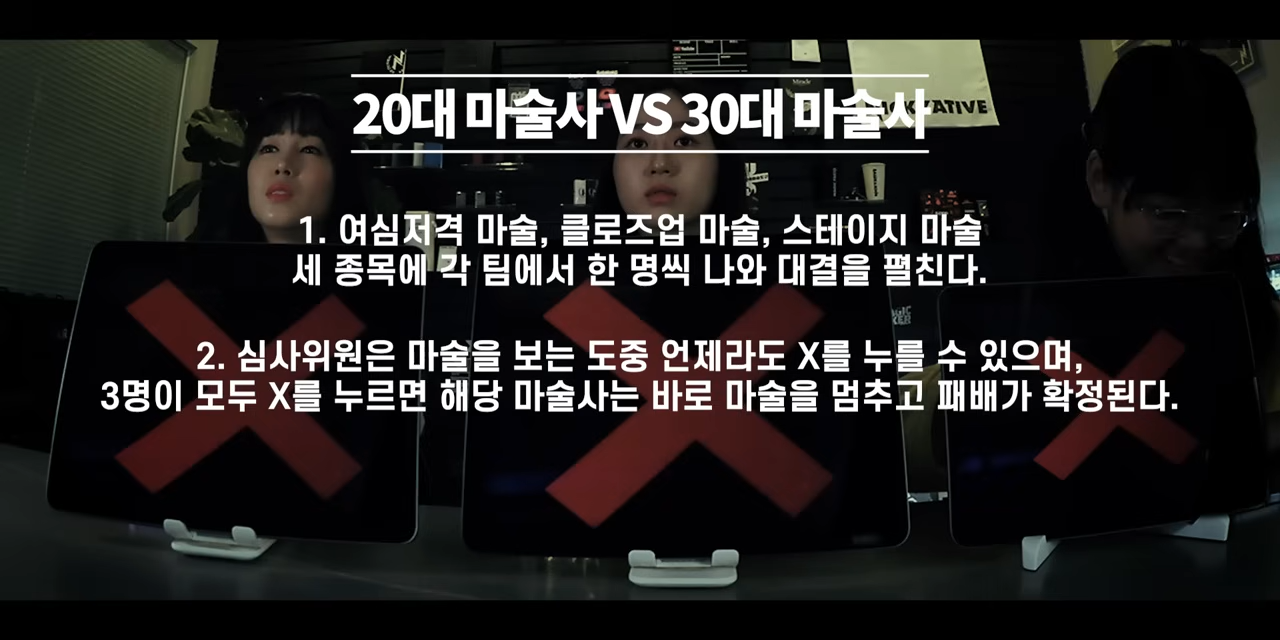 20대 마술사 VS 30대 마술사
1. 여심저격 마술, 클로즈업 마술, 스테이지 마술
세 종목에 각 팀에서 한 명씩 나와 대결을 펼친다.
2. 심사위원은 마술을 보는 도중 언제라도 X를 누를 수 있으며,
3명이 모두 X를 누르면 해당 마술사는 바로 마술을 멈추고 패배가 확정된다.